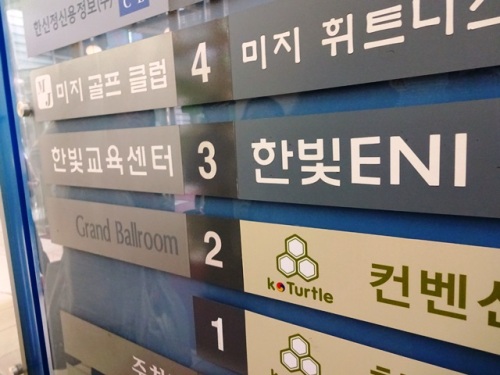 한신정신용정보(주)
미지 골프 클럽 4 미지 휘트니스
한빛교육센터 3 한빛ENI
Grand Ballroom 2 koTurtle 컨벤션
1